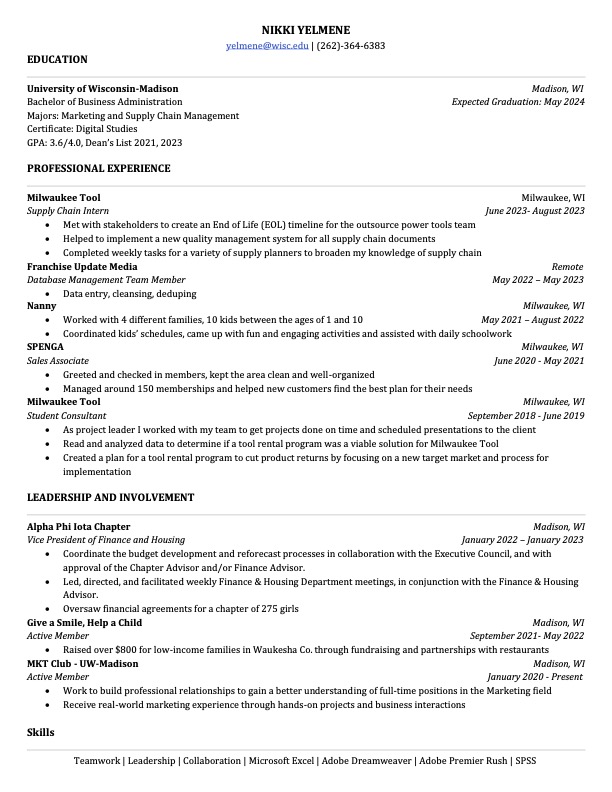 NIKKI YELMENE
yelmene@wisc.edu | (262)-364-6383
EDUCATION
University of Wisconsin-Madison Madison, WI
Bachelor of Business Administration Expected Graduation: May 2024
Majors: Marketing and Supply Chain Management
Certificate: Digital Studies
GPA: 3.6/4.0, Dean's List 2021, 2023
PROFESSIONAL EXPERIENCE
Milwaukee Tool Milwaukee, WI
Supply Chain Intern June 2023- August 2023
• Met with stakeholders to create an End of Life (EOL) timeline for the outsource power tools team
• Helped to implement a new quality management system for all supply chain documents
• Completed weekly tasks for a variety of supply planners to broaden my knowledge of supply chain
Franchise Update Media Remote
Database Management Team Member May 2022 – May 2023
• Data entry, cleansing, deduping
Nanny Milwaukee, WI
• Worked with 4 different families, 10 kids between the ages of 1 and 10 May 2021 – August 2022
• Coordinated kids' schedules, came up with fun and engaging activities and assisted with daily schoolwork
SPENGA Milwaukee, WI
Sales Associate June 2020 - May 2021
• Greeted and checked in members, kept the area clean and well-organized
• Managed around 150 memberships and helped new customers find the best plan for their needs
Milwaukee Tool Milwaukee, WI
Student Consultant September 2018 - June 2019
• As project leader I worked with my team to get projects done on time and scheduled presentations to the client
• Read and analyzed data to determine if a tool rental program was a viable solution for Milwaukee Tool
• Created a plan for a tool rental program to cut product returns by focusing on a new target market and process for
implementation
LEADERSHIP AND INVOLVEMENT
Alpha Phi Iota Chapter Madison, WI
Vice President of Finance and Housing January 2022 – January 2023
• Coordinate the budget development and reforecast processes in collaboration with the Executive Council, and with
approval of the Chapter Advisor and/or Finance Advisor.
• Led, directed, and facilitated weekly Finance & Housing Department meetings, in conjunction with the Finance & Housing
Advisor.
• Oversaw financial agreements for a chapter of 275 girls
Give a Smile, Help a Child Madison, WI
Active Member September 2021- May 2022
• Raised over $800 for low-income families in Waukesha Co. through fundraising and partnerships with restaurants
MKT Club - UW-Madison Madison, WI
Active Member January 2020 - Present
• Work to build professional relationships to gain a better understanding of full-time positions in the Marketing field
• Receive real-world marketing experience through hands-on projects and business interactions
Skills
Teamwork | Leadership | Collaboration | Microsoft Excel | Adobe Dreamweaver | Adobe Premier Rush | SPSS